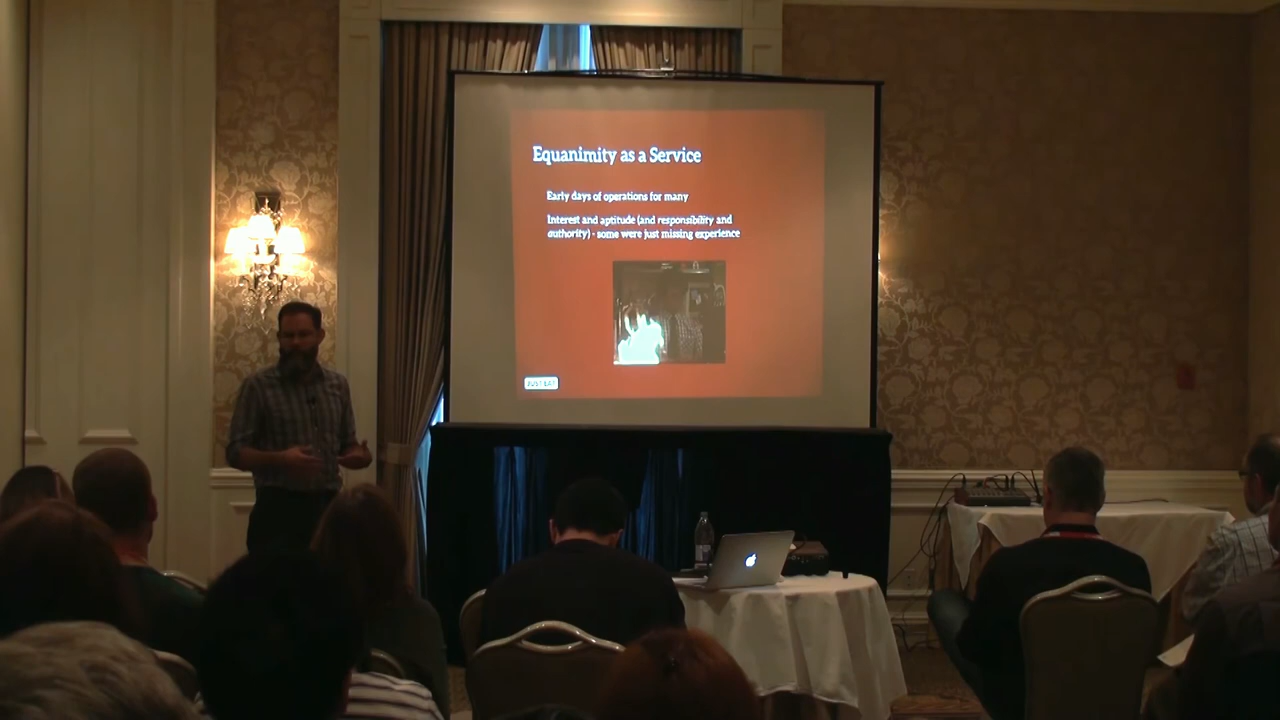 Equanimity as a Service
Early days of operations for many
Interest and aptitude (and responsibility and
authority) - some were just missing experience
JUST EAT